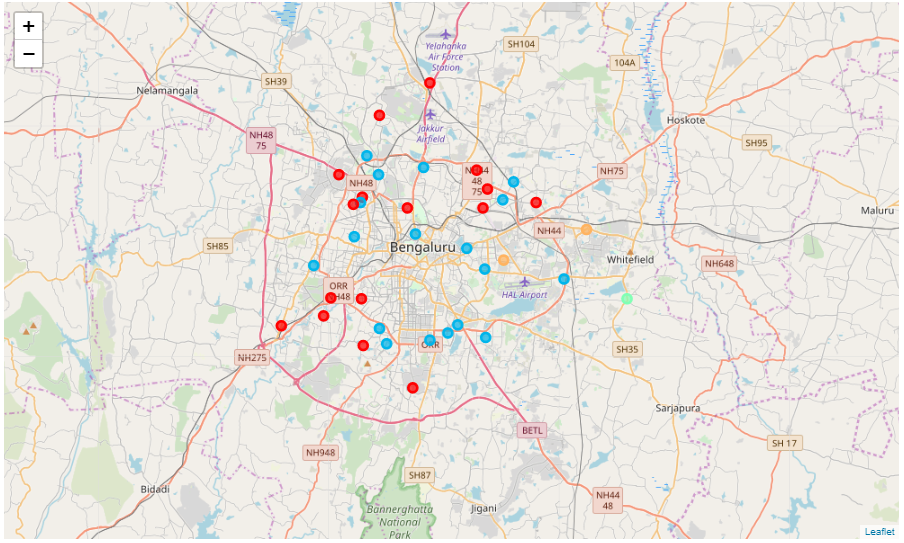 +
−
Yelahanka
Air Force
Station
SH104
104A
SH39
Nelamangala
Hoskote
Jakkur
Airfield
NH48
75
SH95
NH48
48
75
NH75
Maluru
SH85
Bengaluru
NH44
Whitefield
NH648
ORR
HAL Airport
ORR
SH35
NH275
Sarjapura
BETL
SH 17
NH948
SH87
Bidadi
Bannerghatta
National
Park
Jigani
NH44
48
Leaflet